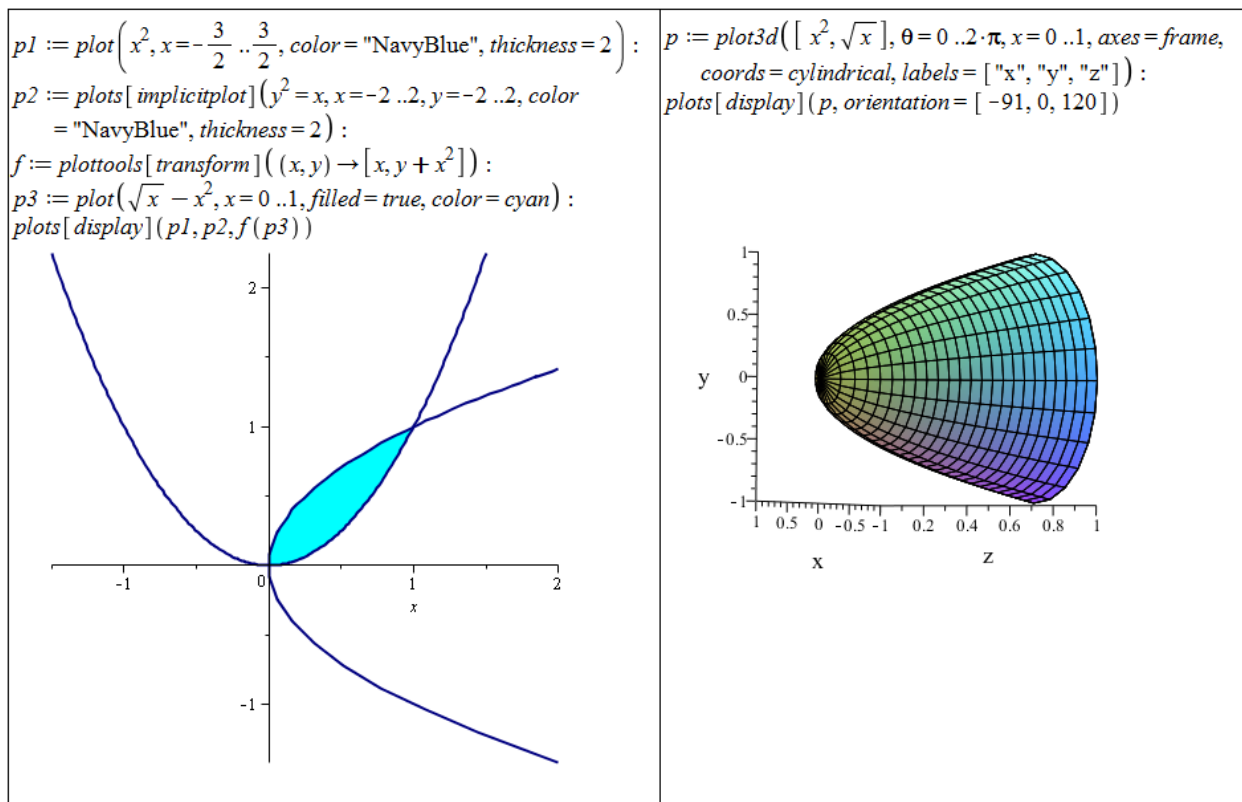 p1 := plot(x², x = -3/2 .. 3/2, color = "NavyBlue", thickness = 2) :
p2 := plots[implicitplot](y² = x, x = -2 ..2, y = -2 ..2, color
= "NavyBlue", thickness = 2) :
f := plottools[transform]((x, y) → [x, y + x²]) :
p3 := plot(√x - x², x = 0 ..1, filled = true, color = cyan) :
plots[display](p1, p2, f(p3))
2
1
-1
0
1
2
x
-1
p := plot3d([ x², √x ], θ = 0 ..2·π, x = 0 ..1, axes = frame,
coords = cylindrical, labels = ["x", "y", "z"]) :
plots[display](p, orientation = [ -91, 0, 120])
1
0.5
y 0
-0.5
-1
1 0.5 0 -0.5 -1 0.2 0.4 0.6 0.8 1
x z